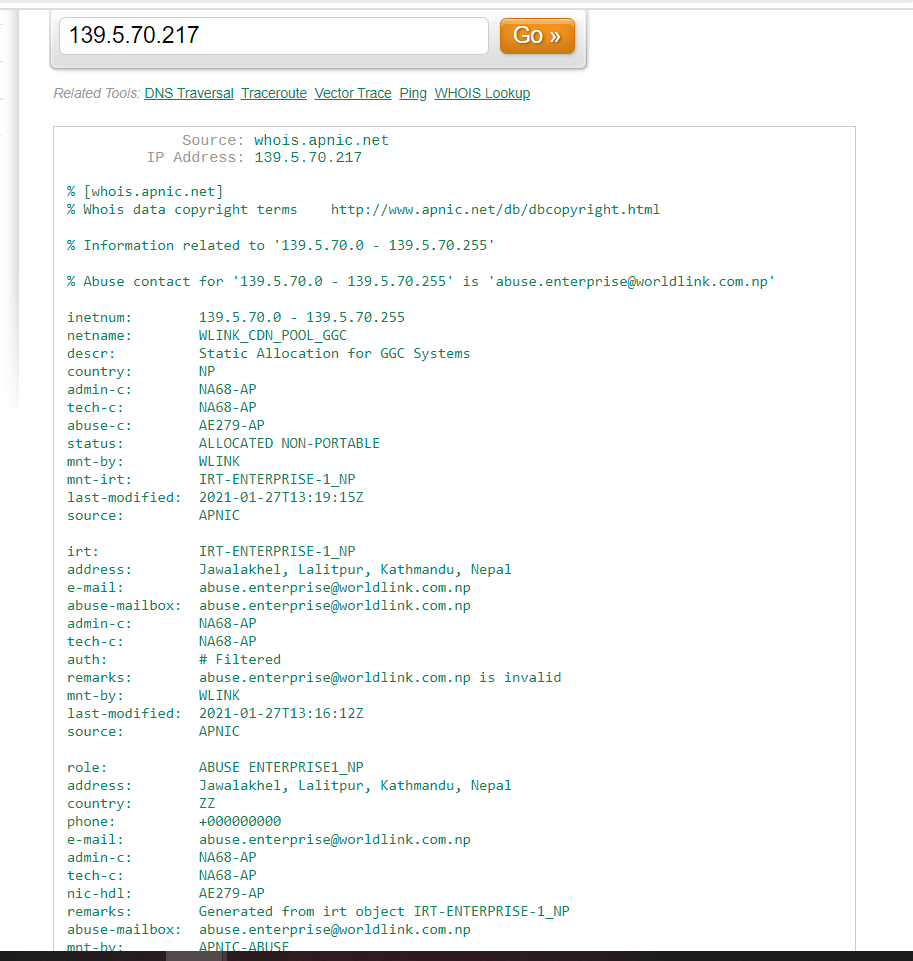 139.5.70.217 Go »
Related Tools: DNS Traversal Traceroute Vector Trace Ping WHOIS Lookup
Source: whois.apnic.net
IP Address: 139.5.70.217
% [whois.apnic.net]
% Whois data copyright terms    http://www.apnic.net/db/dbcopyright.html
% Information related to '139.5.70.0 - 139.5.70.255'
% Abuse contact for '139.5.70.0 - 139.5.70.255' is 'abuse.enterprise@worldlink.com.np'
inetnum:        139.5.70.0 - 139.5.70.255
netname:        WLINK_CDN_POOL_GGC
descr:          Static Allocation for GGC Systems
country:        NP
admin-c:        NA68-AP
tech-c:         NA68-AP
abuse-c:        AE279-AP
status:         ALLOCATED NON-PORTABLE
mnt-by:         WLINK
mnt-irt:        IRT-ENTERPRISE-1_NP
last-modified:  2021-01-27T13:19:15Z
source:         APNIC
irt:            IRT-ENTERPRISE-1_NP
address:        Jawalakhel, Lalitpur, Kathmandu, Nepal
e-mail:         abuse.enterprise@worldlink.com.np
abuse-mailbox:  abuse.enterprise@worldlink.com.np
admin-c:        NA68-AP
tech-c:         NA68-AP
auth:           # Filtered
remarks:        abuse.enterprise@worldlink.com.np is invalid
mnt-by:         WLINK
last-modified:  2021-01-27T13:16:12Z
source:         APNIC
role:           ABUSE ENTERPRISE1_NP
address:        Jawalakhel, Lalitpur, Kathmandu, Nepal
country:        ZZ
phone:          +000000000
e-mail:         abuse.enterprise@worldlink.com.np
admin-c:        NA68-AP
tech-c:         NA68-AP
nic-hdl:        AE279-AP
remarks:        Generated from irt object IRT-ENTERPRISE-1_NP
abuse-mailbox:  abuse.enterprise@worldlink.com.np
mnt-by:         APNIC-ABUSE